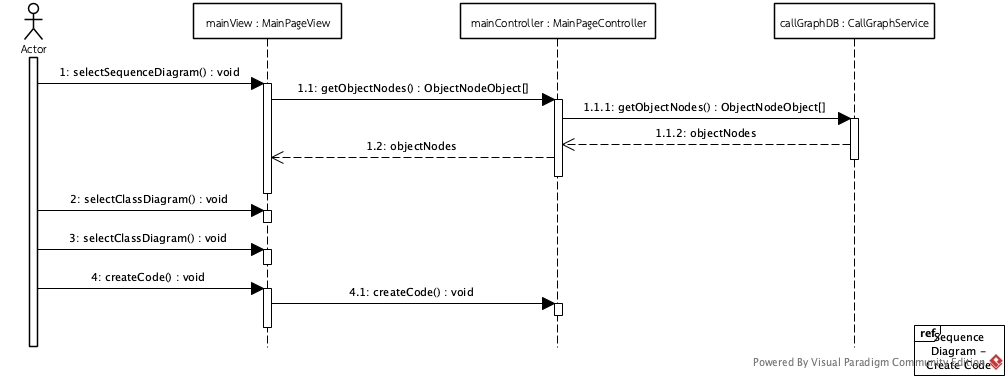 mainView : MainPageView
mainController : MainPageController
callGraphDB : CallGraphService
Actor
1: selectSequenceDiagram() : void
1.1: getObjectNodes() : ObjectNodeObject[]
1.1.1: getObjectNodes() : ObjectNodeObject[]
1.1.2: objectNodes
1.2: objectNodes
2: selectClassDiagram() : void
3: selectClassDiagram() : void
4: createCode() : void
4.1: createCode() : void
ref
Sequence
Diagram –
Create Code
Powered By Visual Paradigm Community Edition